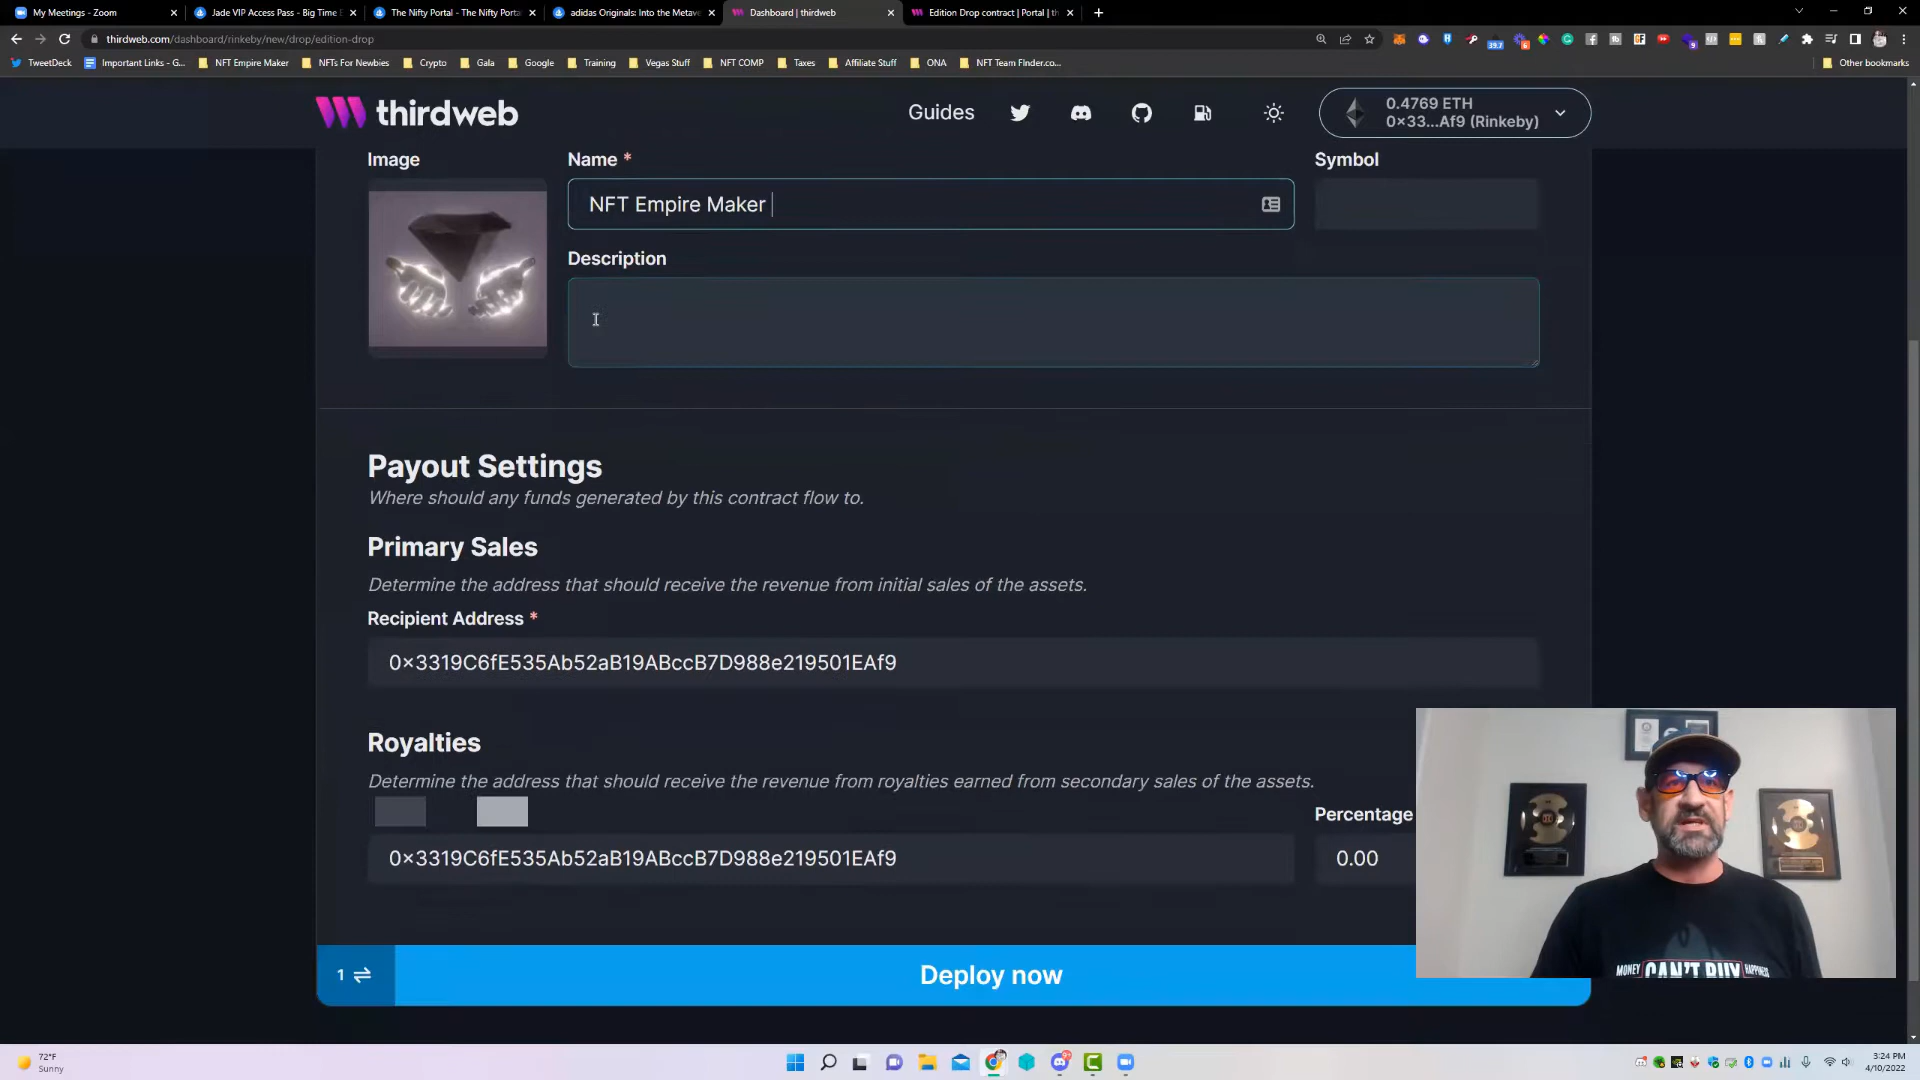 My Meetings - Zoom
Jade VIP Access Pass - Big Time E
The Nifty Portal - The Nifty Portal
adidas Originals: Into the Metave
Dashboard | thirdweb
Edition Drop contract | Portal | th
thirdweb.com/dashboard/rinkeby/new/drop/edition-drop
TweetDeck
Important Links - G...
NFT Empire Maker
NFTs For Newbies
Crypto
Gala
Google
Training
Vegas Stuff
NFT COMP
Taxes
Affiliate Stuff
ONA
NFT Team FInder.co...
Other bookmarks
thirdweb
Guides
0.4769 ETH
0x33...Af9 (Rinkeby)
Image
Name *
Symbol
NFT Empire Maker
Description
Payout Settings
Where should any funds generated by this contract flow to.
Primary Sales
Determine the address that should receive the revenue from initial sales of the assets.
Recipient Address *
0x3319C6fE535Ab52aB19ABccB7D988e219501EAf9
Royalties
Determine the address that should receive the revenue from royalties earned from secondary sales of the assets.
Percentage
0x3319C6fE535Ab52aB19ABccB7D988e219501EAf9
0.00
1
Deploy now
MONEY CAN'T BUY HAPPINESS
72°F
Sunny
3:24 PM
4/10/2022